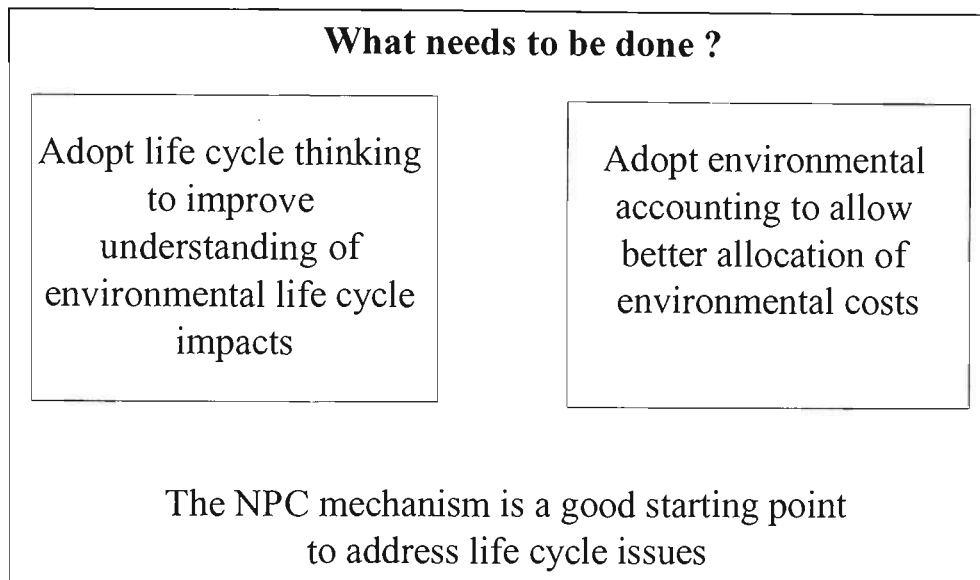 What needs to be done ?
Adopt life cycle thinking
to improve
understanding of
environmental life cycle
impacts
Adopt environmental
accounting to allow
better allocation of
environmental costs
The NPC mechanism is a good starting point
to address life cycle issues